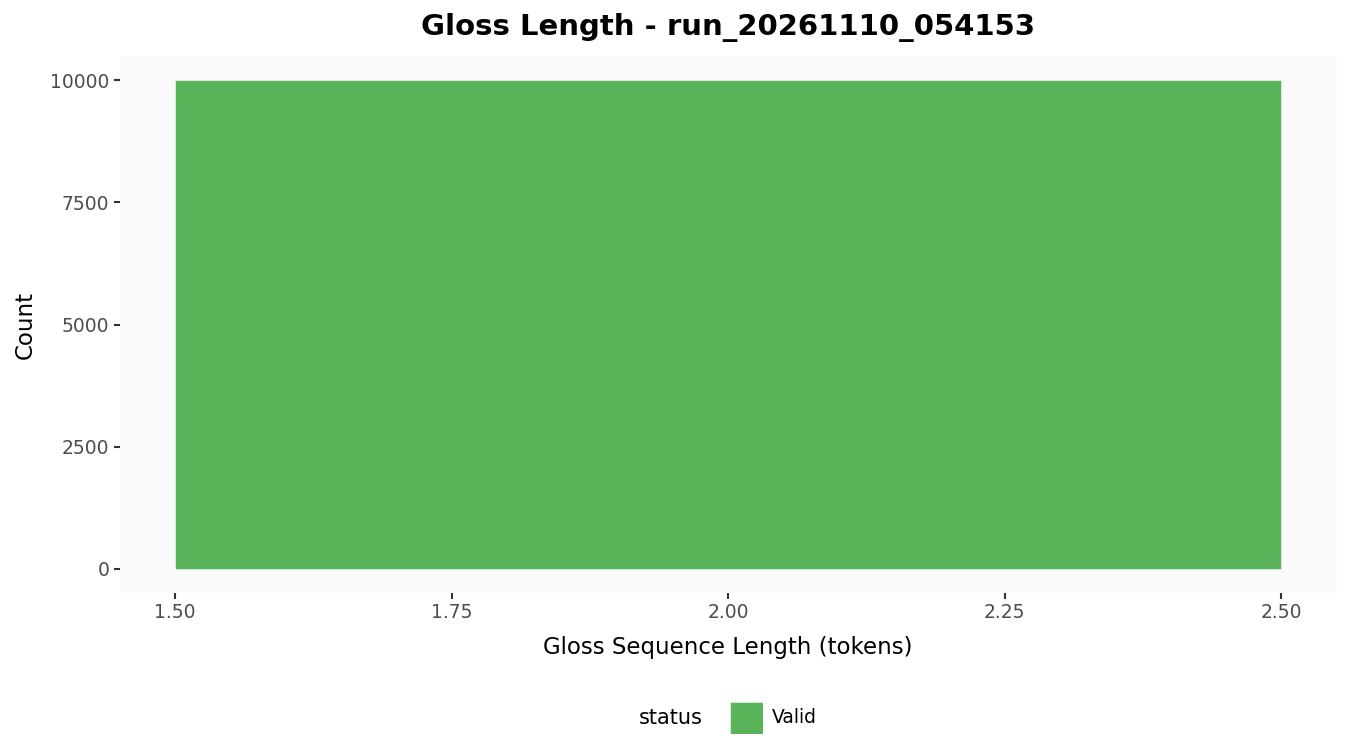 Gloss Length - run_20261110_054153
10000
7500
5000
2500
0
Count
1.50 1.75 2.00 2.25 2.50
Gloss Sequence Length (tokens)
status Valid